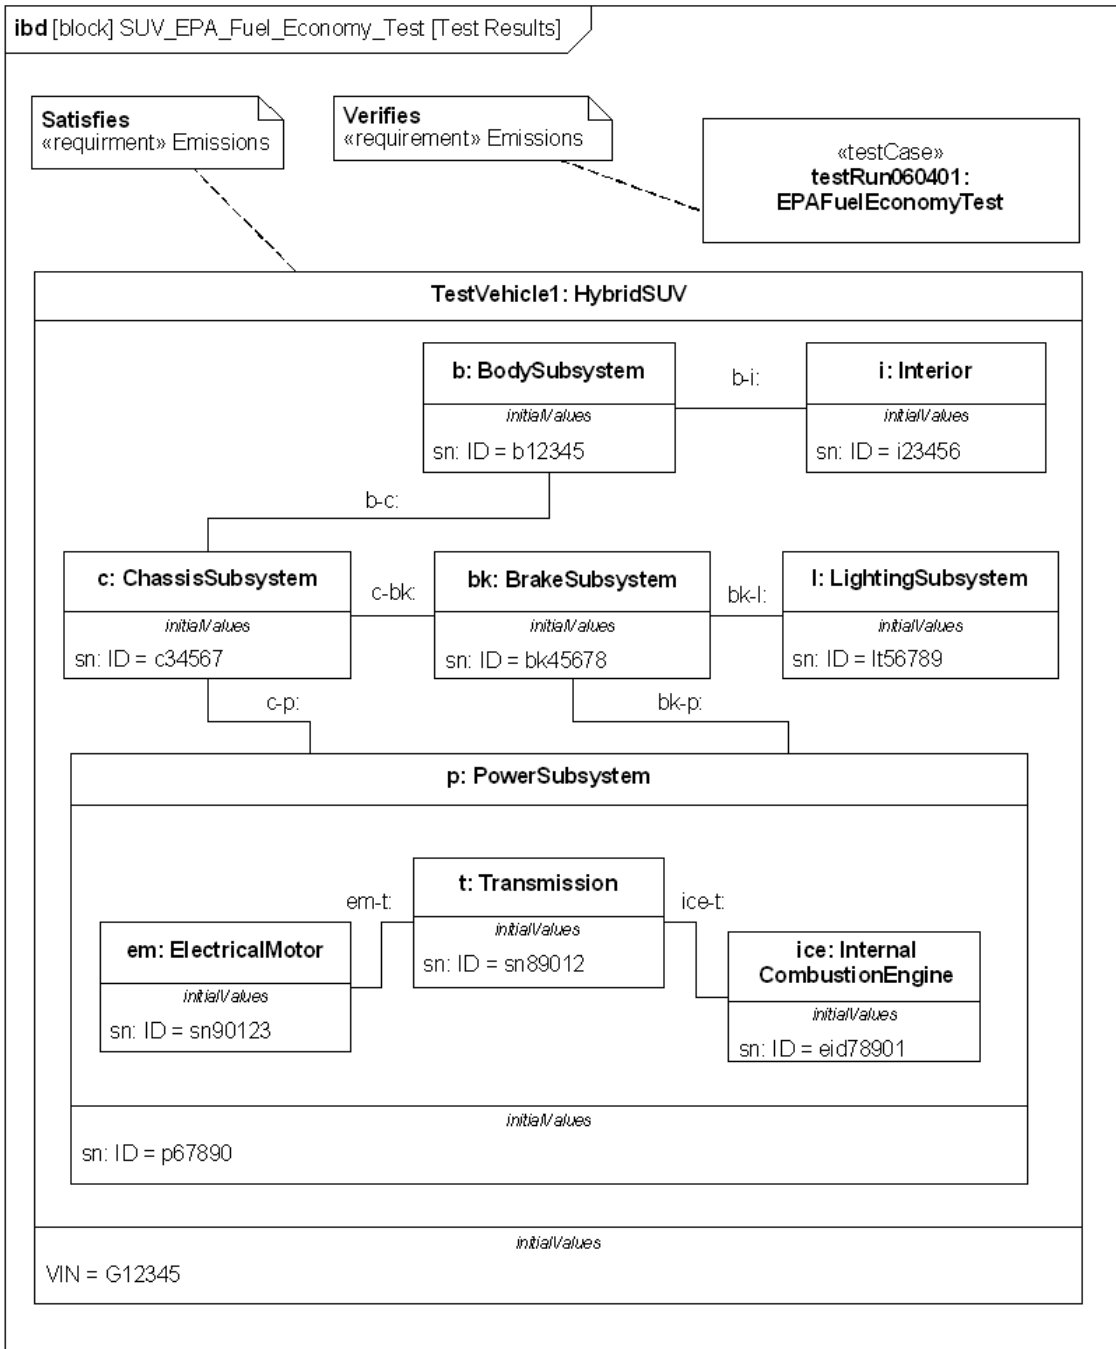 ibd [block] SUV_EPA_Fuel_Economy_Test [Test Results]
Satisfies
«requirment» Emissions
Verifies
«requirement» Emissions
«testCase»
testRun060401:
EPAFuelEconomyTest
TestVehicle1: HybridSUV
b: BodySubsystem
initialValues
sn: ID = b12345
b-i:
i: Interior
initialValues
sn: ID = i23456
b-c:
c: ChassisSubsystem
initialValues
sn: ID = c34567
c-bk:
bk: BrakeSubsystem
initialValues
sn: ID = bk45678
bk-l:
l: LightingSubsystem
initialValues
sn: ID = lt56789
c-p:
bk-p:
p: PowerSubsystem
em-t:
t: Transmission
initialValues
sn: ID = sn89012
ice-t:
em: ElectricalMotor
initialValues
sn: ID = sn90123
ice: Internal
CombustionEngine
initialValues
sn: ID = eid78901
initialValues
sn: ID = p67890
initialValues
VIN = G12345